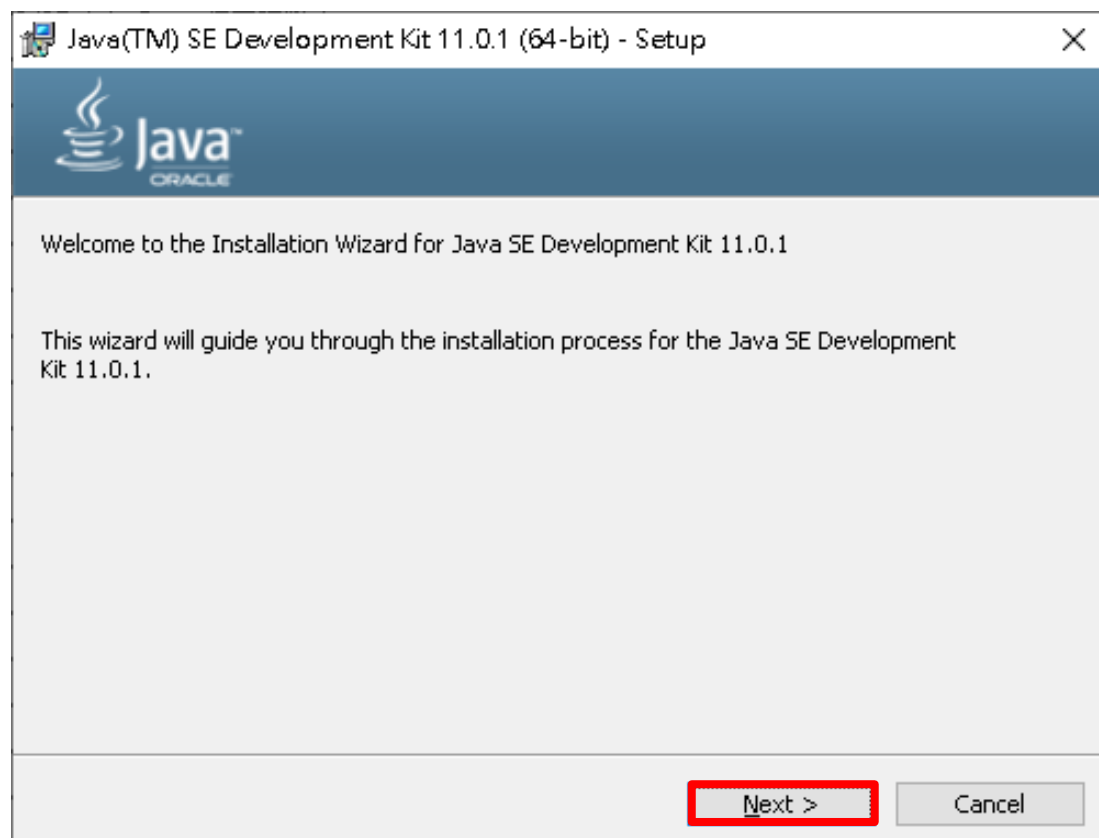 Java(TM) SE Development Kit 11.0.1 (64-bit) - Setup
Java™
ORACLE
Welcome to the Installation Wizard for Java SE Development Kit 11.0.1
This wizard will guide you through the installation process for the Java SE Development
Kit 11.0.1.
Next >
Cancel